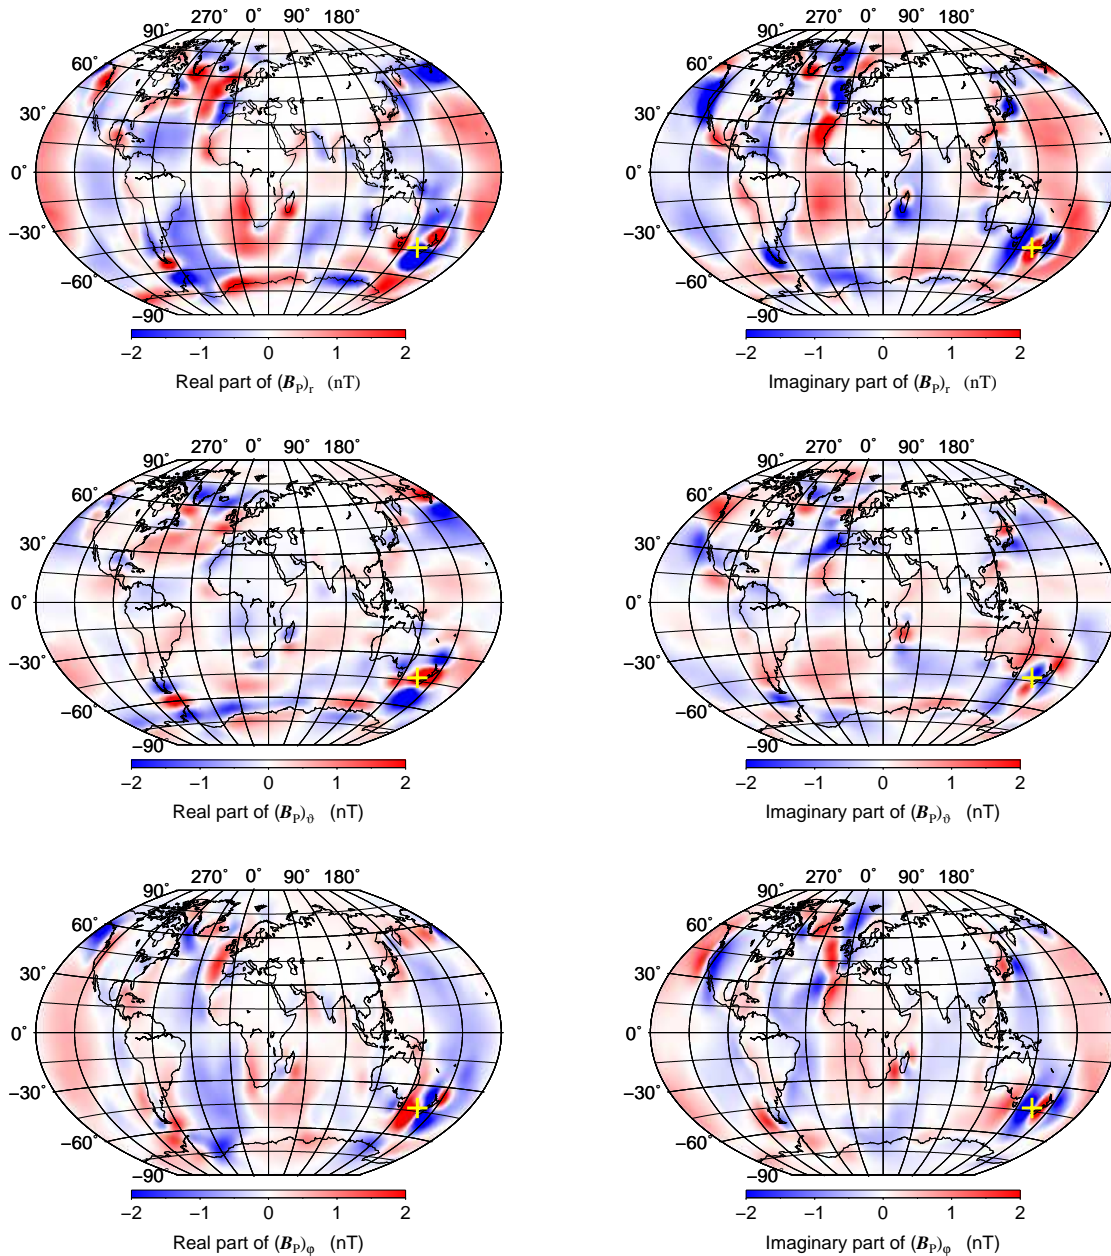 270° 0° 90° 180°
90°
60°
30°
0°
−30°
−60°
−90
−2 −1 0 1 2
Real part of (B_P)_r (nT)
270° 0° 90° 180°
90°
60°
30°
0°
−30°
−60°
−90
−2 −1 0 1 2
Imaginary part of (B_P)_r (nT)
270° 0° 90° 180°
90°
60°
30°
0°
−30°
−60°
−90
−2 −1 0 1 2
Real part of (B_P)_ϑ (nT)
270° 0° 90° 180°
90°
60°
30°
0°
−30°
−60°
−90
−2 −1 0 1 2
Imaginary part of (B_P)_ϑ (nT)
270° 0° 90° 180°
90°
60°
30°
0°
−30°
−60°
−90
−2 −1 0 1 2
Real part of (B_P)_φ (nT)
270° 0° 90° 180°
90°
60°
30°
0°
−30°
−60°
−90
−2 −1 0 1 2
Imaginary part of (B_P)_φ (nT)